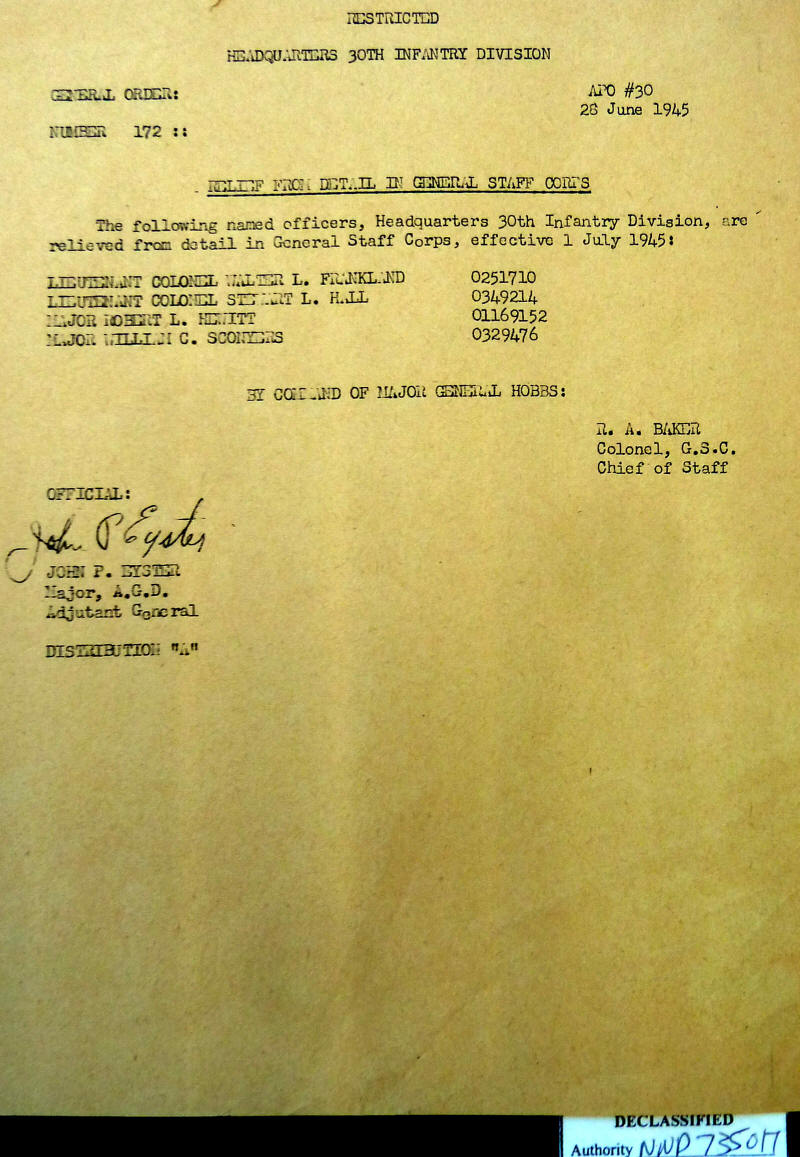 RESTRICTED
HEADQUARTERS 30TH INFANTRY DIVISION
GENERAL ORDER:
APO #30
28 June 1945
NUMBER 172 ::
RELIEF FROM DETAIL IN GENERAL STAFF CORPS
The following named officers, Headquarters 30th Infantry Division, are
relieved from detail in General Staff Corps, effective 1 July 1945:
LIEUTENANT COLONEL WALTER L. FRANKLAND 0251710
LIEUTENANT COLONEL STEWART L. HALL 0349214
MAJOR ROBERT L. HEWITT 01169152
MAJOR WILLIAM C. 0329476
BY COMMAND OF MAJOR GENERAL HOBBS:
R. A. BAKER
Colonel, G.S.C.
Chief of Staff
OFFICIAL:
John P Eyster
JOHN P. EYSTER
Major, A.G.D.
Adjutant General
DISTRIBUTION "A"
DECLASSIFIED
Authority NND 735017